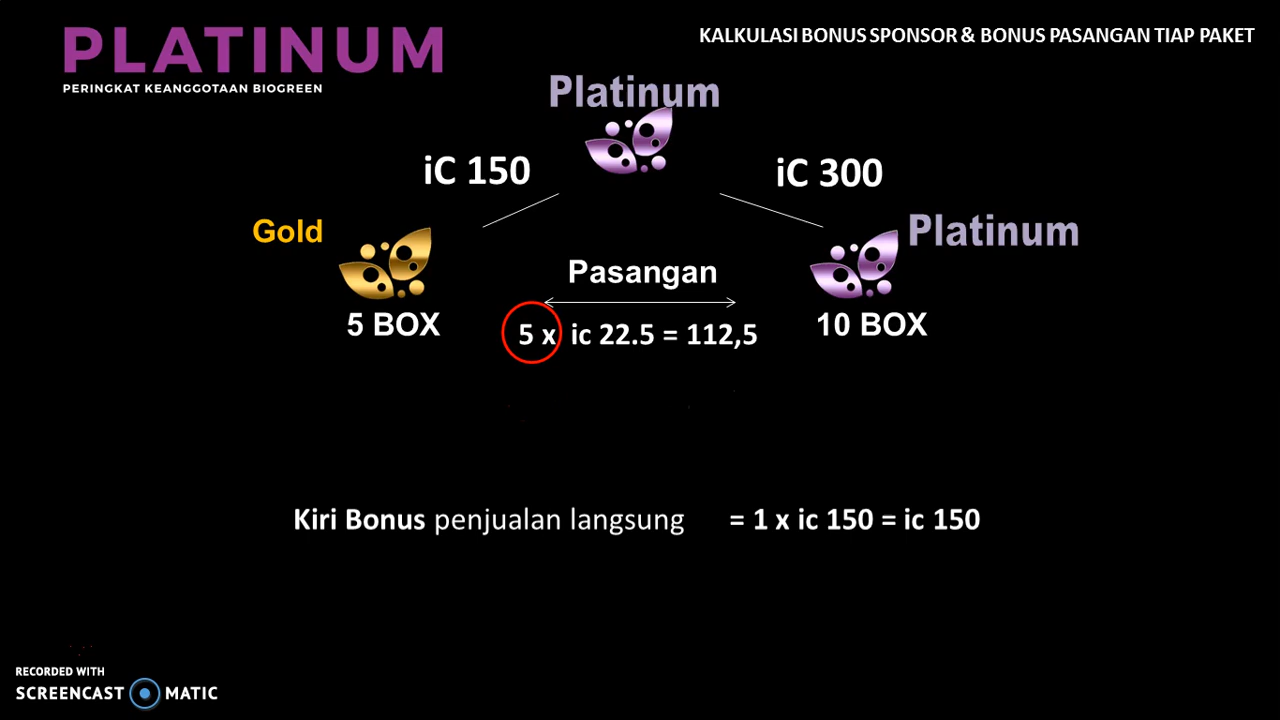 PLATINUM
PERINGKAT KEANGGOTAAN BIOGREEN
KALKULASI BONUS SPONSOR & BONUS PASANGAN TIAP PAKET
Platinum
iC 150
iC 300
Gold
Platinum
Pasangan
5 BOX
10 BOX
5 x ic 22.5 = 112,5
Kiri Bonus penjualan langsung = 1 x ic 150 = ic 150
RECORDED WITH
SCREENCAST MATIC